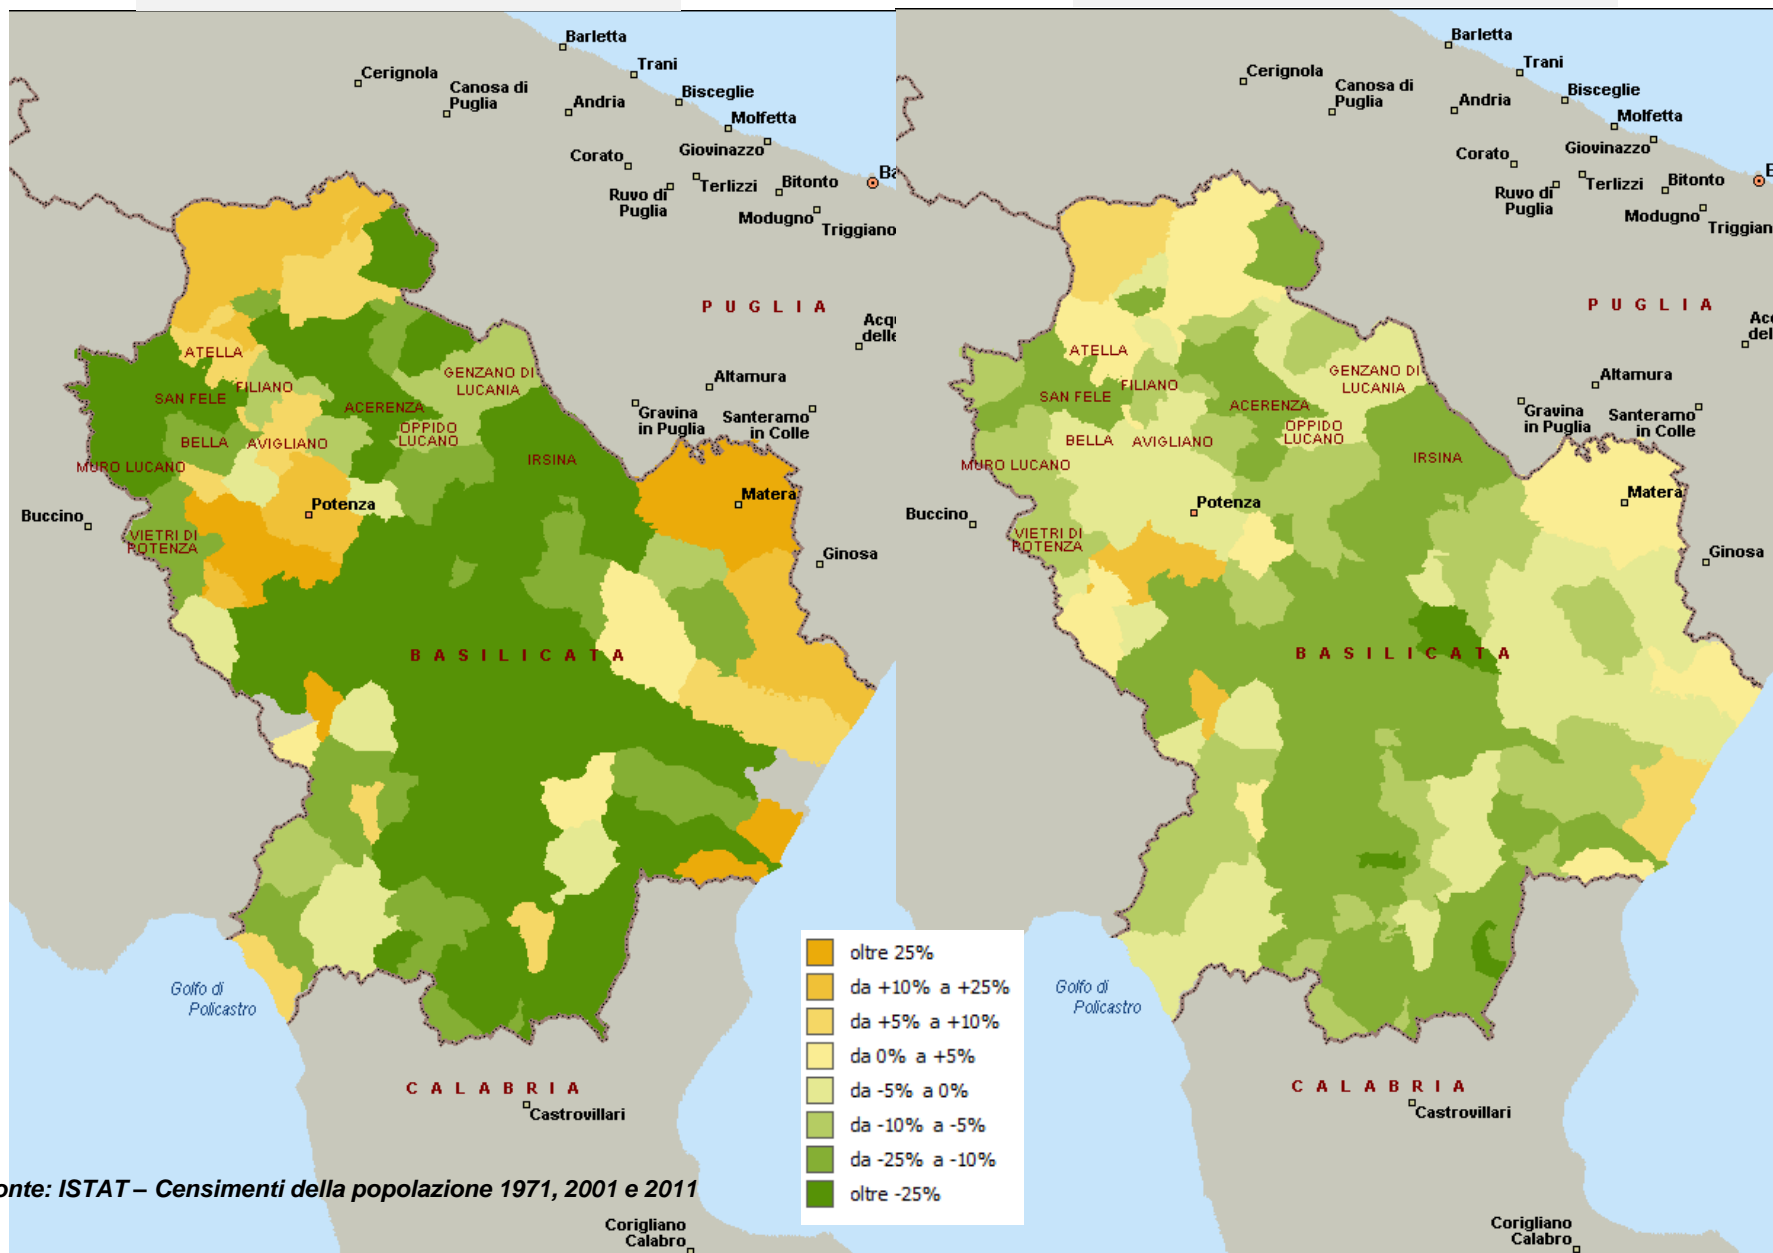 Barletta
Trani
Cerignola
Canosa di
Puglia
Andria
Bisceglie
Molfetta
Giovinazzo
Corato
Ruvo di
Puglia
Terlizzi
Bitonto
Modugno
Triggiano
PUGLIA
ATELLA
GENZANO DI
LUCANIA
SAN FELE
FILIANO
ACERENZA
Altamura
Gravina
in Puglia
Santeramo
in Colle
BELLA
AVIGLIANO
OPPIDO
LUCANO
MURO LUCANO
IRSINA
Potenza
Matera
Buccino
VIETRI DI
POTENZA
Ginosa
BASILICATA
Golfo di
Policastro
CALABRIA
Castrovillari
onte: ISTAT – Censimenti della popolazione 1971, 2001 e 2011
Corigliano
Calabro
oltre 25%
da +10% a +25%
da +5% a +10%
da 0% a +5%
da -5% a 0%
da -10% a -5%
da -25% a -10%
oltre -25%
Barletta
Trani
Cerignola
Canosa di
Puglia
Andria
Bisceglie
Molfetta
Giovinazzo
Corato
Ruvo di
Puglia
Terlizzi
Bitonto
Modugno
Triggian
PUGLIA
ATELLA
GENZANO DI
LUCANIA
SAN FELE
FILIANO
ACERENZA
Altamura
Gravina
in Puglia
Santeramo
in Colle
BELLA
AVIGLIANO
OPPIDO
LUCANO
MURO LUCANO
IRSINA
Potenza
Matera
Buccino
VIETRI DI
POTENZA
Ginosa
BASILICATA
Golfo di
Policastro
CALABRIA
Castrovillari
Corigliano
Calabro